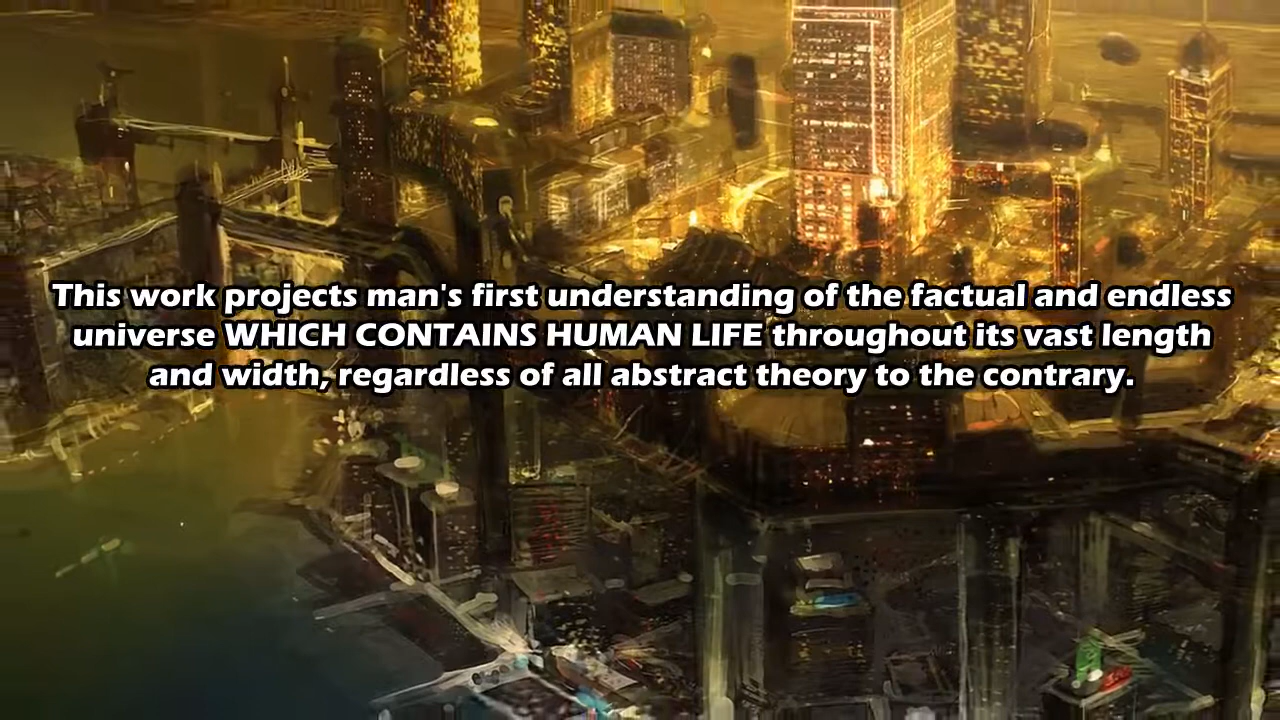 This work projects man's first understanding of the factual and endless
universe WHICH CONTAINS HUMAN LIFE throughout its vast length
and width, regardless of all abstract theory to the contrary.